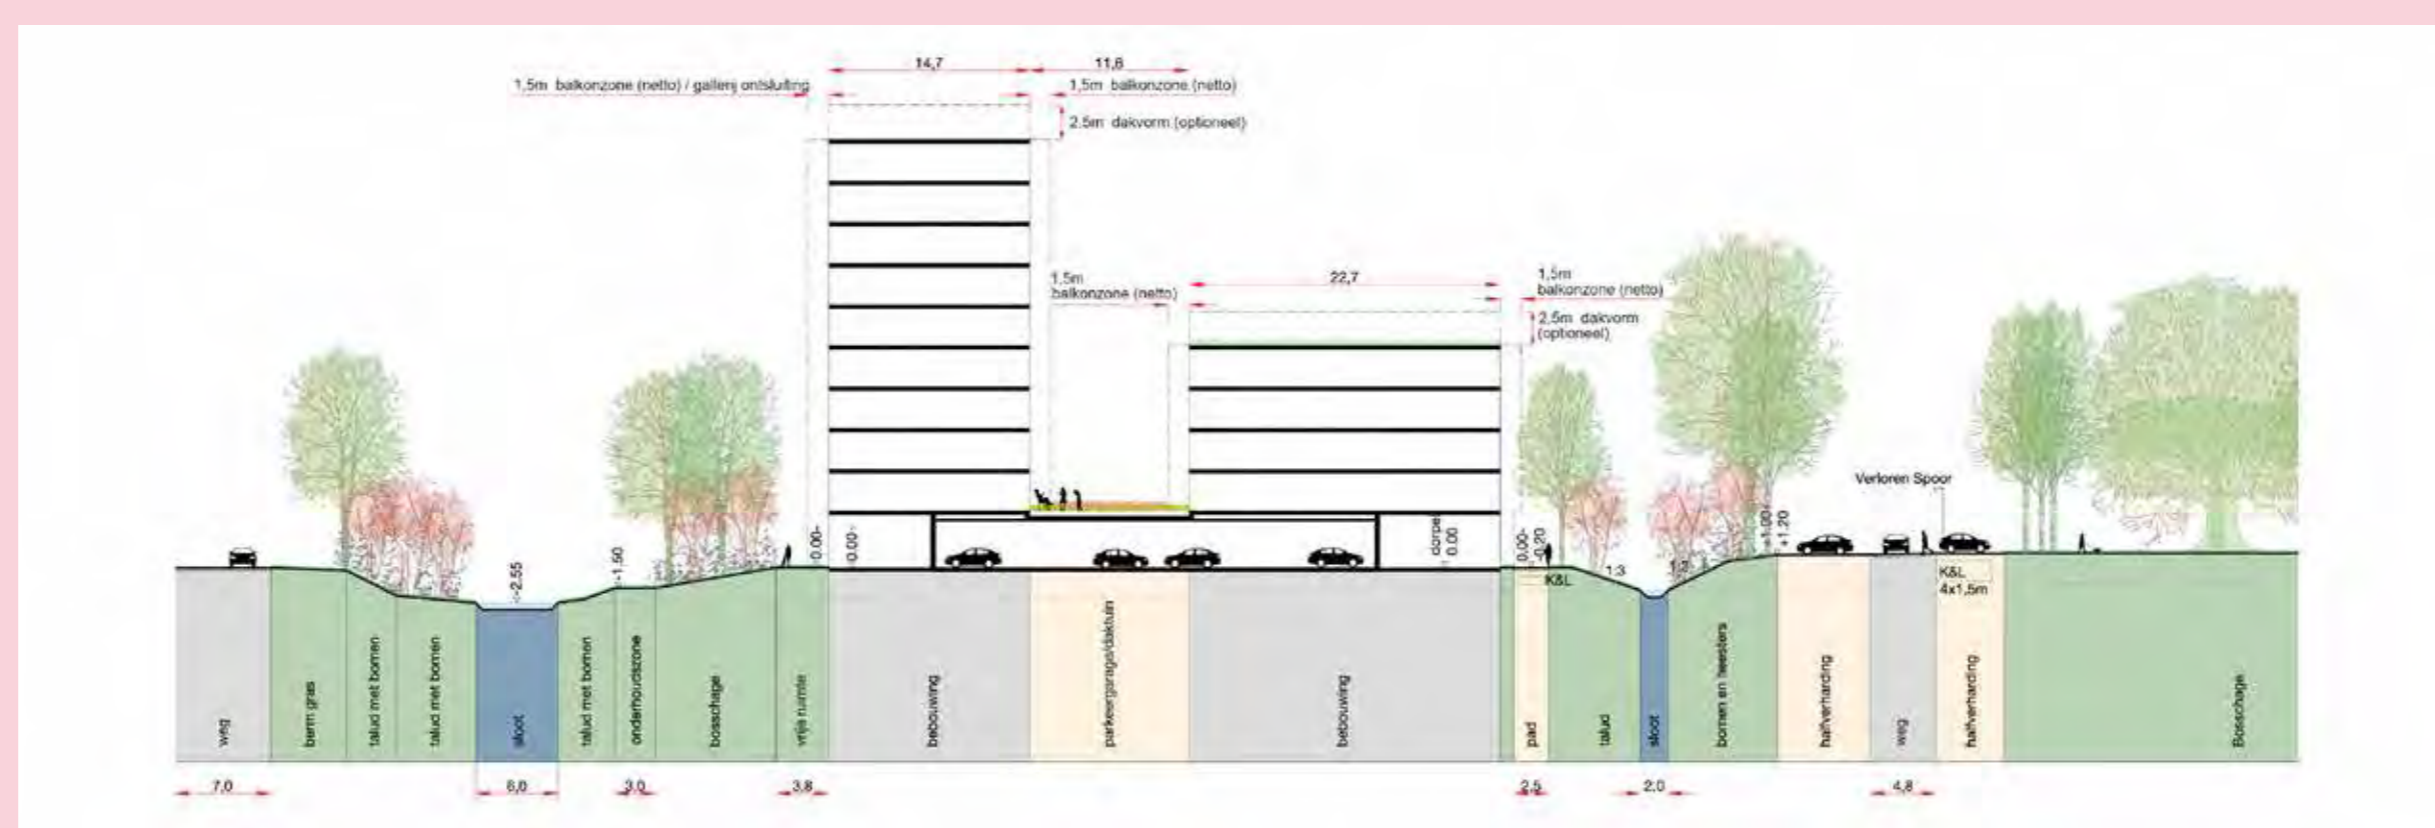 14,7
11,8
1,5m balkonzone (netto) / gallerij ontsluiting
1,5m balkonzone (netto)
2,5m dakvorm (optioneel)
1,5m
balkonzone (netto)
22,7
1,5m
balkonzone (netto)
2,5m dakvorm
(optioneel)
Verloren Spoor
-2.55
-1,50
0.00
0.00
dorpel
0.00
0.00
-0.20
K&L
1:3
1:3
+1.00
+1.20
K&L
4x1,5m
weg
berm gras
talud met bomen
talud met bomen
sloot
talud met bomen
onderhoudszone
bosschage
vrije ruimte
bebouwing
parkeergarage/daktuin
bebouwing
pad
talud
sloot
bomen en heesters
halfverharding
weg
halfverharding
Bosschage
7,0
6,0
3,0
3,8
2,5
2,0
4,8